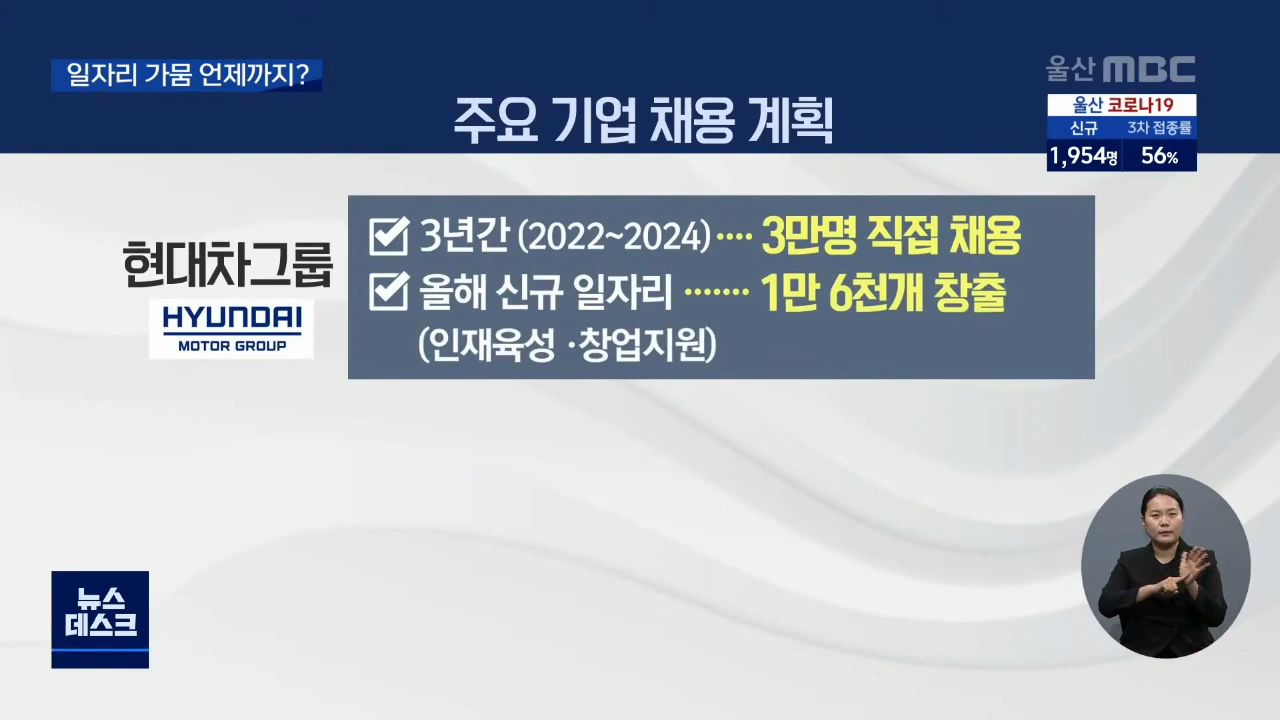 일자리 가뭄 언제까지?
울산 MBC
주요 기업 채용 계획
울산 코로나19
신규 3차 접종률
1,954명 56%
현대차그룹
HYUNDAI
MOTOR GROUP
3년간 (2022~2024) ···· 3만명 직접 채용
올해 신규 일자리 ······· 1만 6천개 창출
(인재육성 ·창업지원)
뉴스
데스크